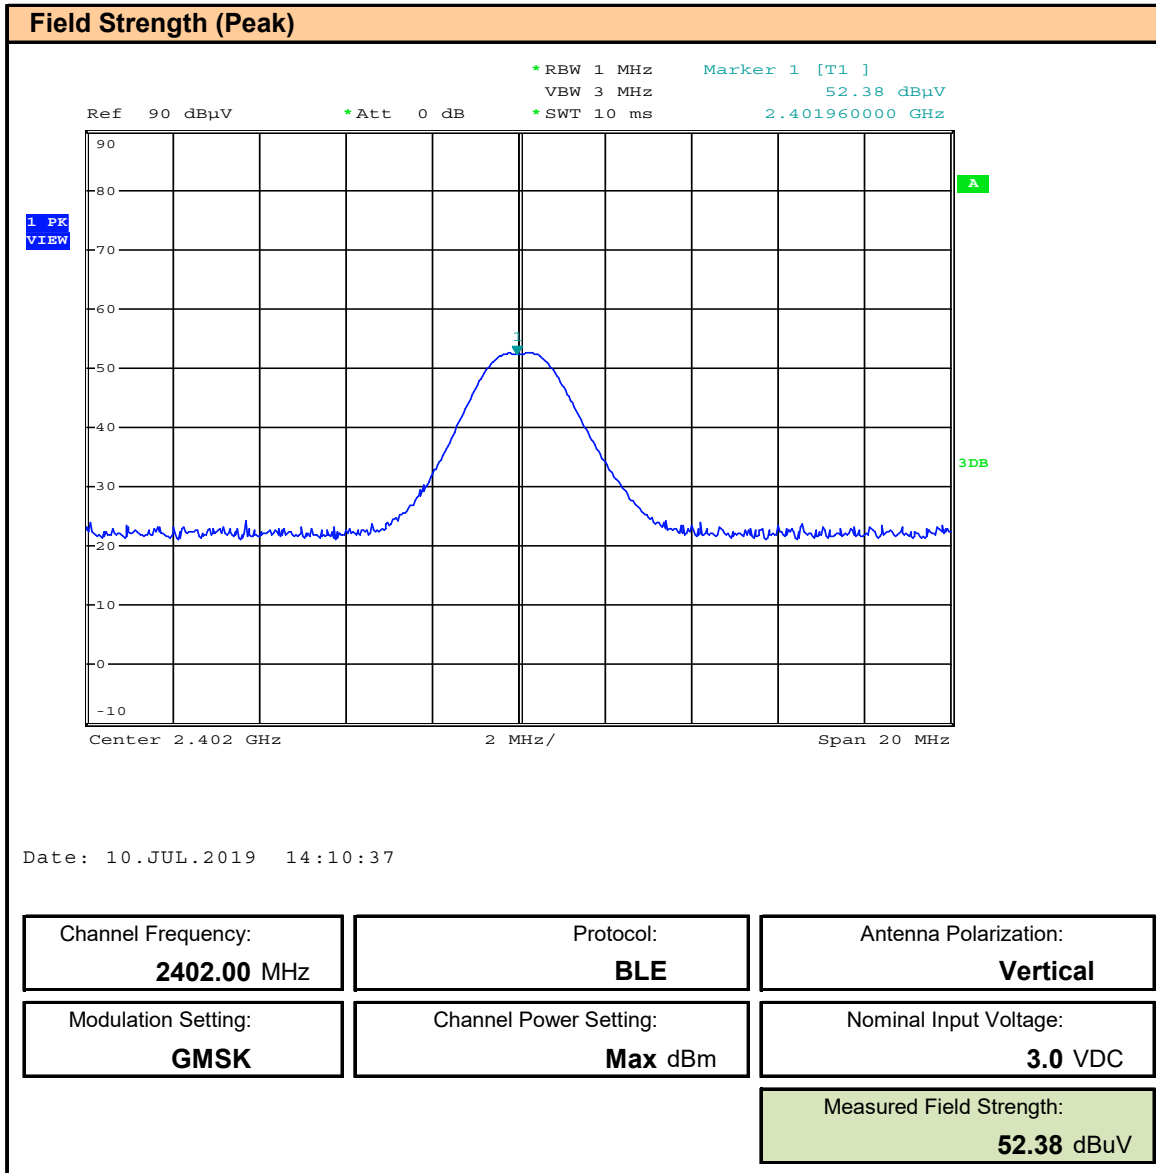 Field Strength (Peak)
*RBW 1 MHz Marker 1 [T1 ]
VBW 3 MHz 52.38 dBµV
Ref 90 dBµV *Att 0 dB *SWT 10 ms 2.401960000 GHz
90
80
A
1 PK
VIEW
70
60
1
50
40
3DB
30
20
10
0
-10
Center 2.402 GHz 2 MHz/ Span 20 MHz
Date: 10.JUL.2019 14:10:37
Channel Frequency: Protocol: Antenna Polarization:
2402.00 MHz BLE Vertical
Modulation Setting: Channel Power Setting: Nominal Input Voltage:
GMSK Max dBm 3.0 VDC
Measured Field Strength:
52.38 dBuV